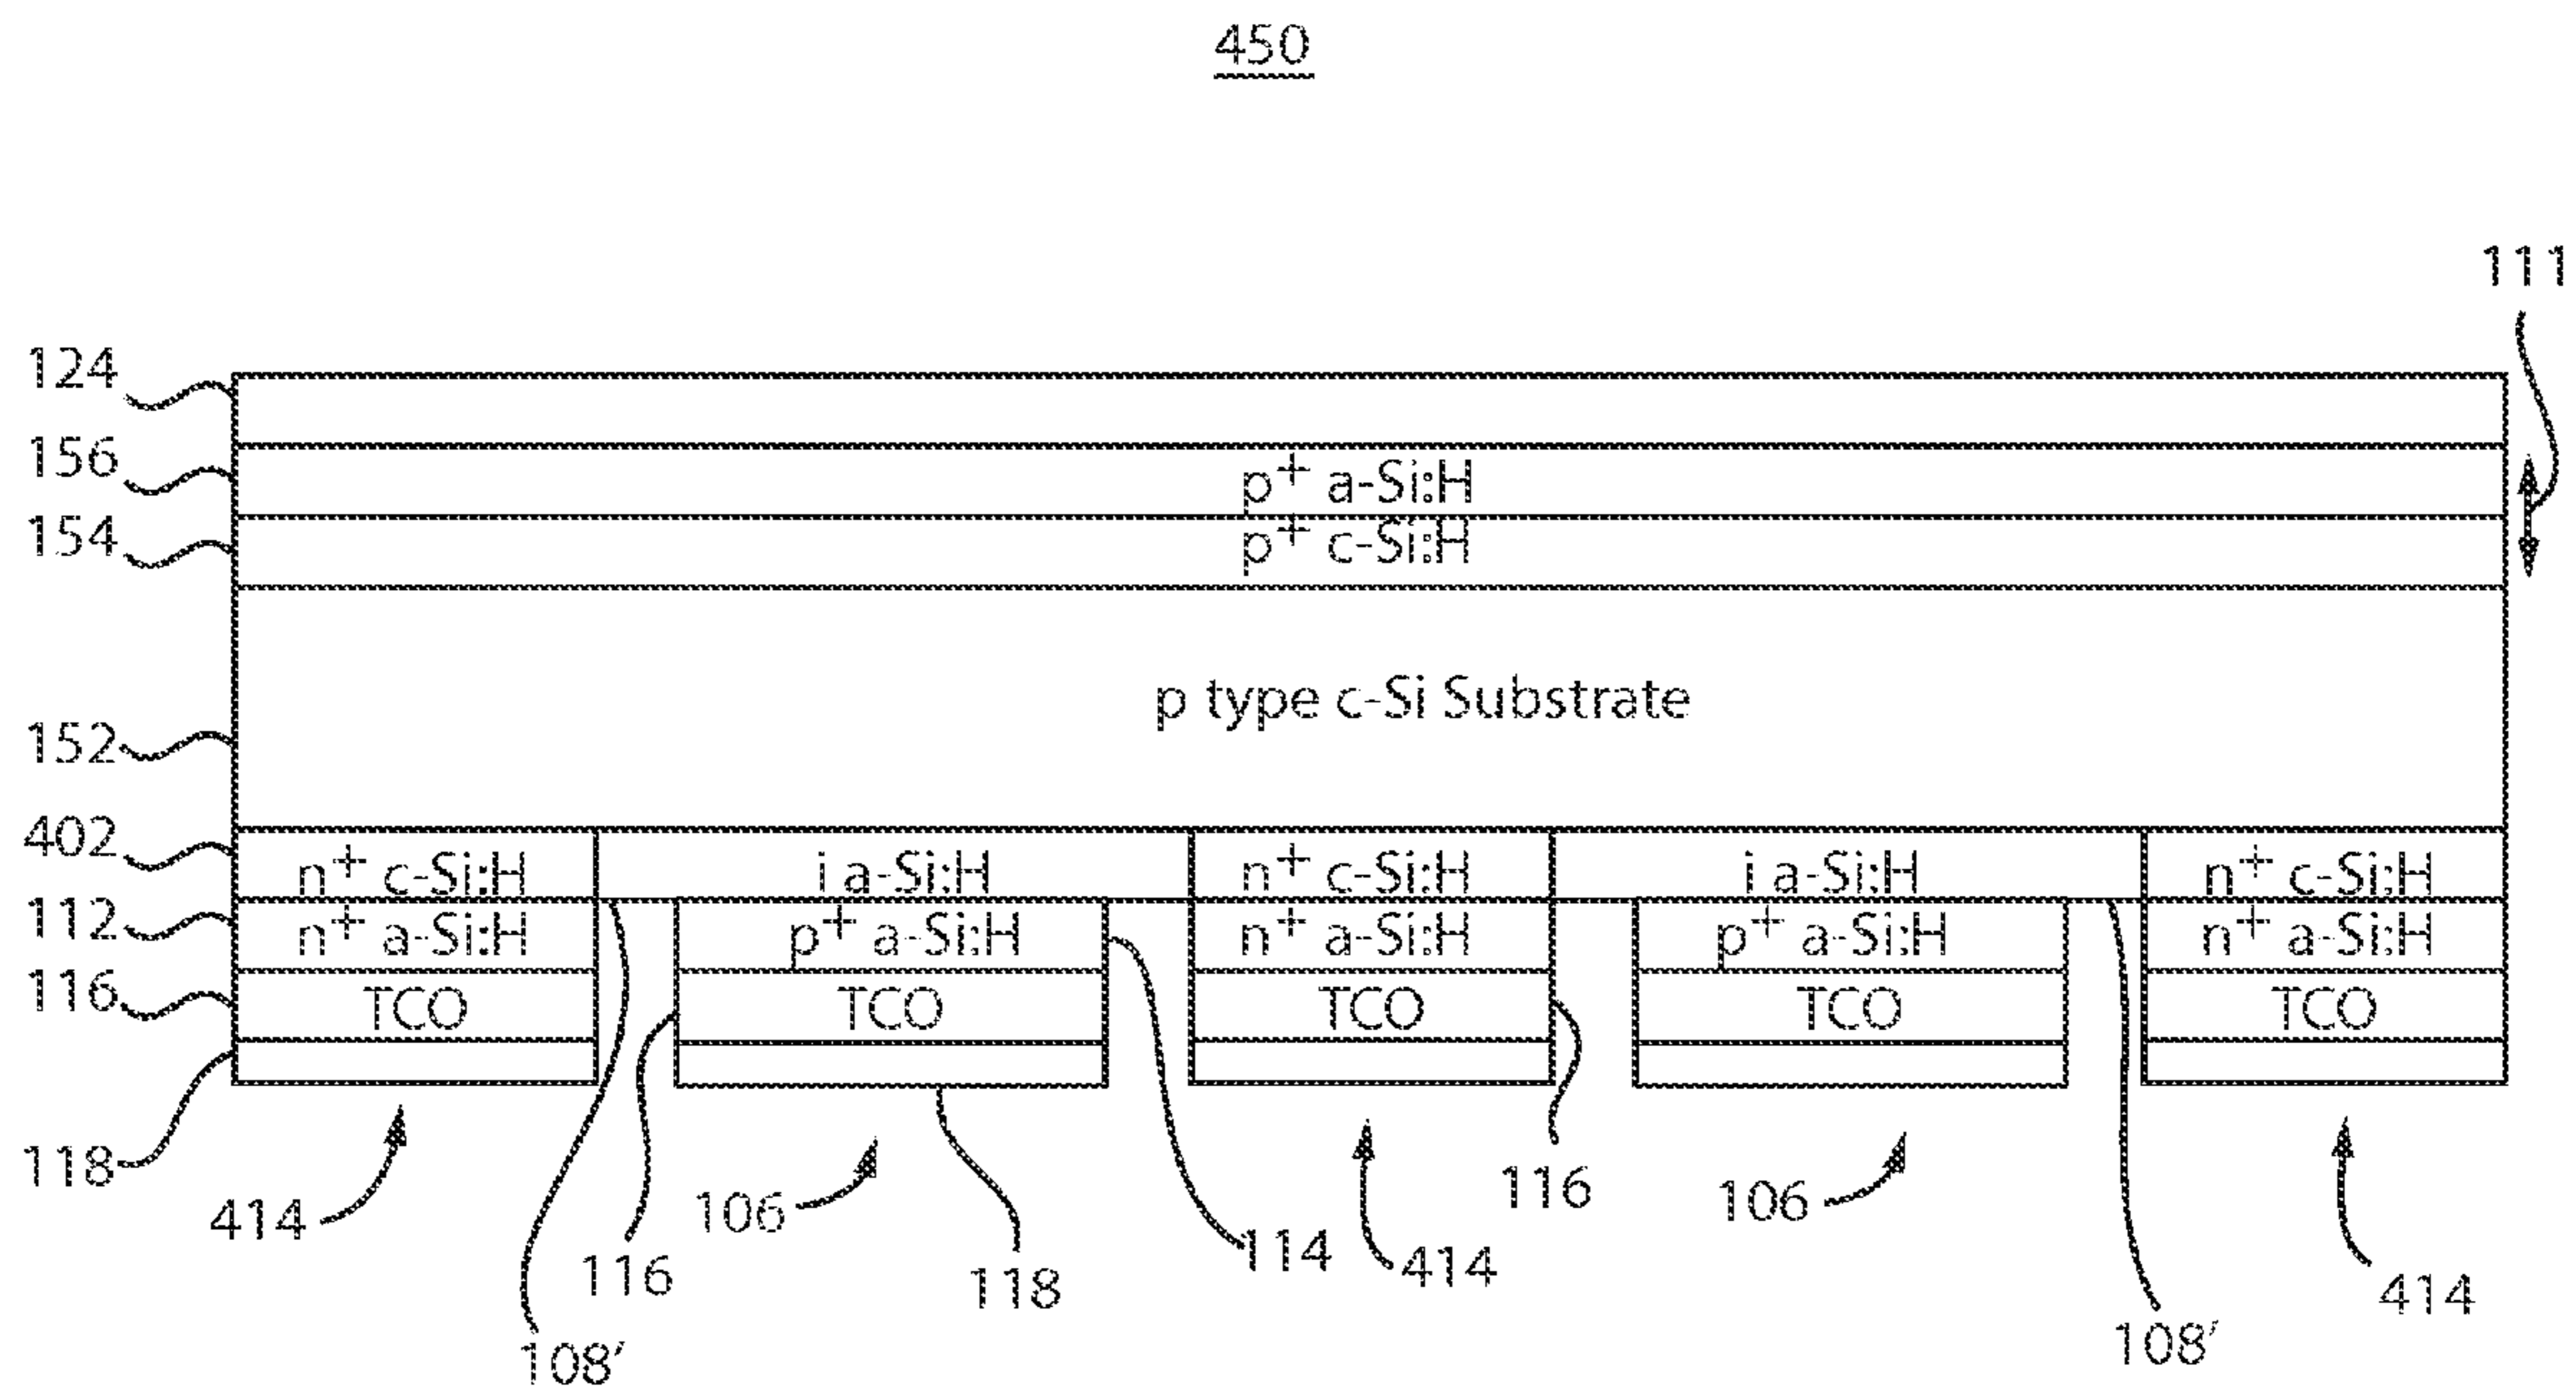 450
111
124
156
p+ a-Si:H
154
p+ c-Si:H
p type c-Si Substrate
152
402
n+ c-Si:H i a-Si:H n+ c-Si:H i a-Si:H n+ c-Si:H
112
n+ a-Si:H p+ a-Si:H n+ a-Si:H p+ a-Si:H n+ a-Si:H
116
TCO TCO TCO TCO TCO
118
414 106 116 106
116 118 114 414 414
108′ 108′